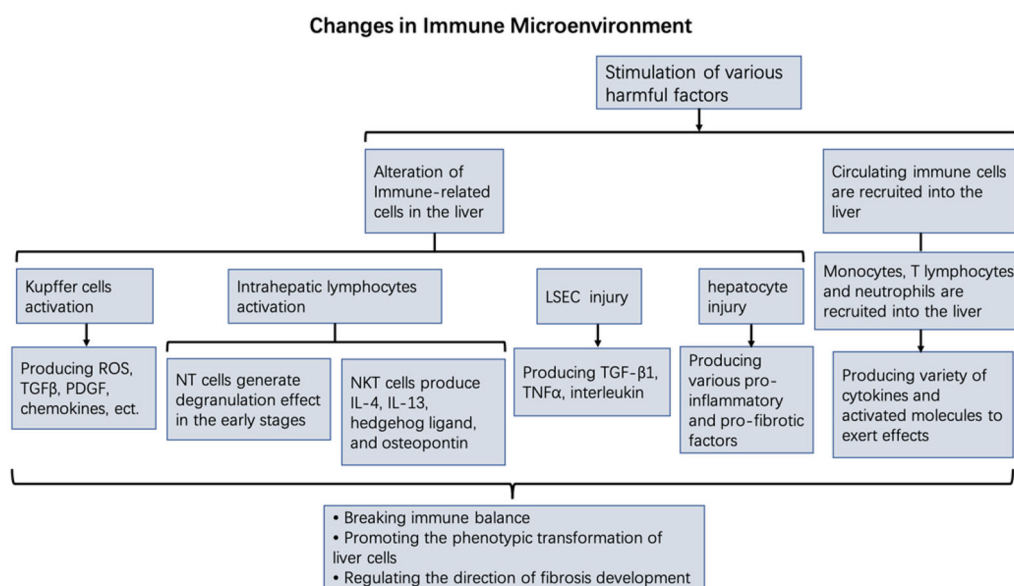 Changes in Immune Microenvironment
Stimulation of various
harmful factors
Alteration of
Immune-related
cells in the liver
Circulating immune cells
are recruited into the
liver
Kupffer cells
activation
Intrahepatic lymphocytes
activation
LSEC injury
hepatocyte
injury
Monocytes, T lymphocytes
and neutrophils are
recruited into the liver
Producing ROS,
TGFβ, PDGF,
chemokines, ect.
NT cells generate
degranulation effect
in the early stages
NKT cells produce
IL-4, IL-13,
hedgehog ligand,
and osteopontin
Producing TGF-β1,
TNFα, interleukin
Producing
various pro-
inflammatory
and pro-fibrotic
factors
Producing variety of
cytokines and
activated molecules to
exert effects
• Breaking immune balance
• Promoting the phenotypic transformation of
liver cells
• Regulating the direction of fibrosis development